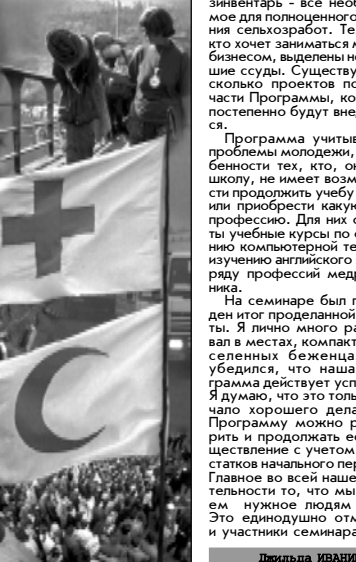 зинвентарь - все необ
мое для полноценного
ния сельхозработ. Те
кто хочет заниматься м
бизнесом, выделены не
шие ссуды. Существу
сколько проектов по
части Программы, ко
постепенно будут вне
ся.
Программа учитыв
проблемы молодежи,
бенности тех, кто, ок
школу, не имеет возм
сти продолжить учебу
или приобрести какую
профессию. Для них о
ты учебные курсы по
нию компьютерной те
изучению английского
ряду профессий медр
ника.
На семинаре был п
ден итог проделанной
ты. Я лично много ра
вал в местах, компакт
селенных беженца
убедился, что наша
грамма действует усп
Я думаю, что это толь
чало хорошего дела
Программу можно р
рить и продолжать ее
ществление с учетом
статков начального пер
Главное во всей наше
тельности то, что мы
ем нужное людям
Это единодушно отм
и участники семинара
Джильда ИВАНИ